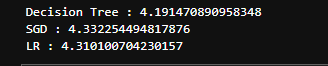 Decision Tree : 4.191470890958348
SGD : 4.332254494817876
LR : 4.310100704230157